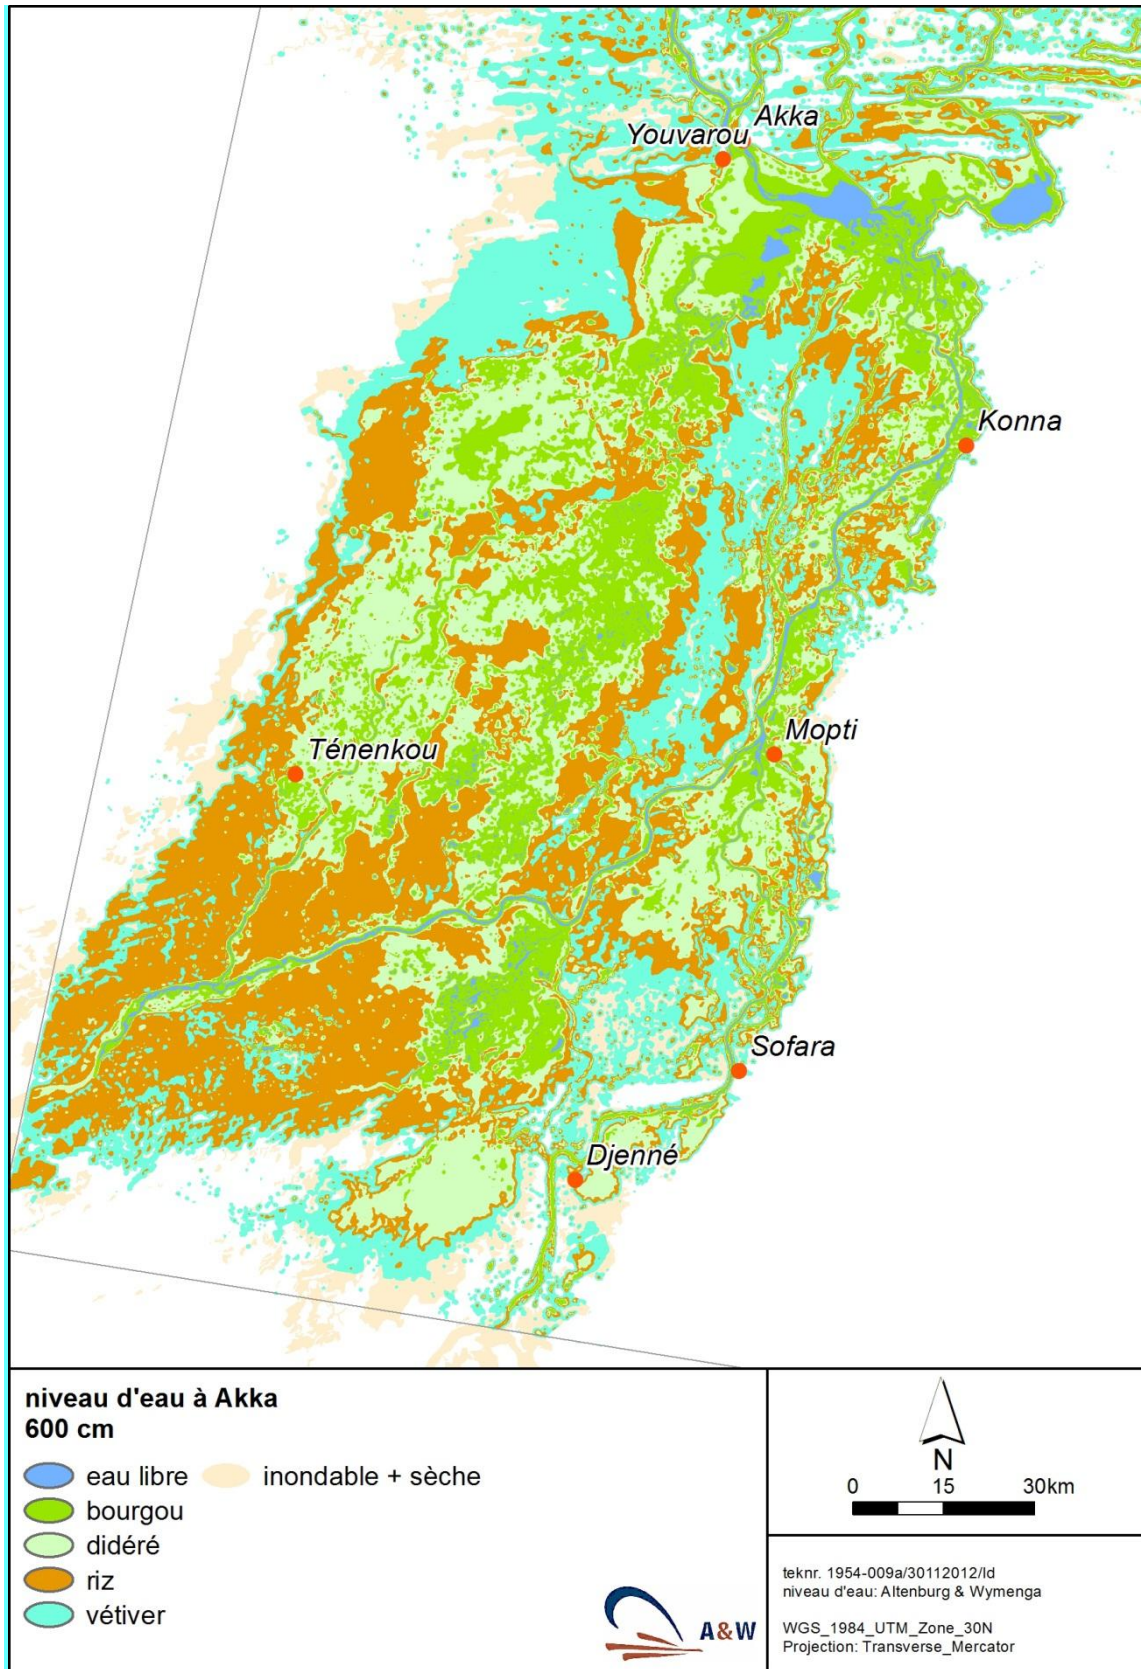 Akka
Youvarou
Konna
Mopti
Ténenkou
Sofara
Djenné
niveau d'eau à Akka
600 cm
eau libre inondable + sèche
bourgou
didéré
riz
vétiver
N
0 15 30km
A&W
teknr. 1954-009a/30112012/ld
niveau d'eau: Altenburg & Wymenga
WGS_1984_UTM_Zone_30N
Projection: Transverse_Mercator